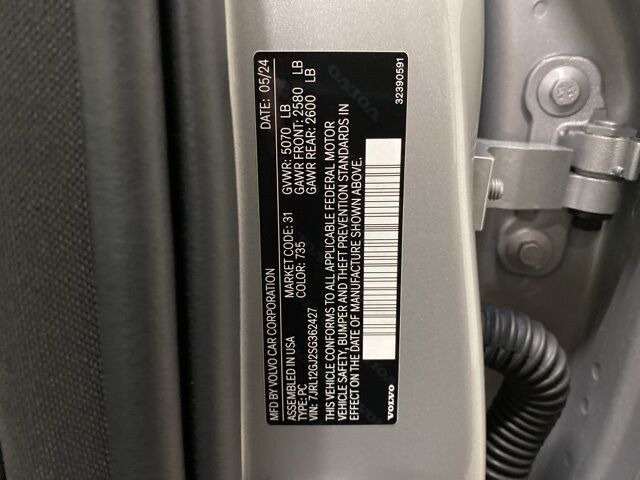 MFD BY VOLVO CAR CORPORATION DATE: 05/24
ASSEMBLED IN USA MARKET CODE: 31 GVWR: 5070 LB
TYPE: PC COLOR: 735 GAWR FRONT: 2580 LB
VIN: 7JRL12GJ2SG362427 GAWR REAR: 2600 LB
THIS VEHICLE CONFORMS TO ALL APPLICABLE FEDERAL MOTOR
VEHICLE SAFETY, BUMPER AND THEFT PREVENTION STANDARDS IN
EFFECT ON THE DATE OF MANUFACTURE SHOWN ABOVE.
VOLVO 32390591